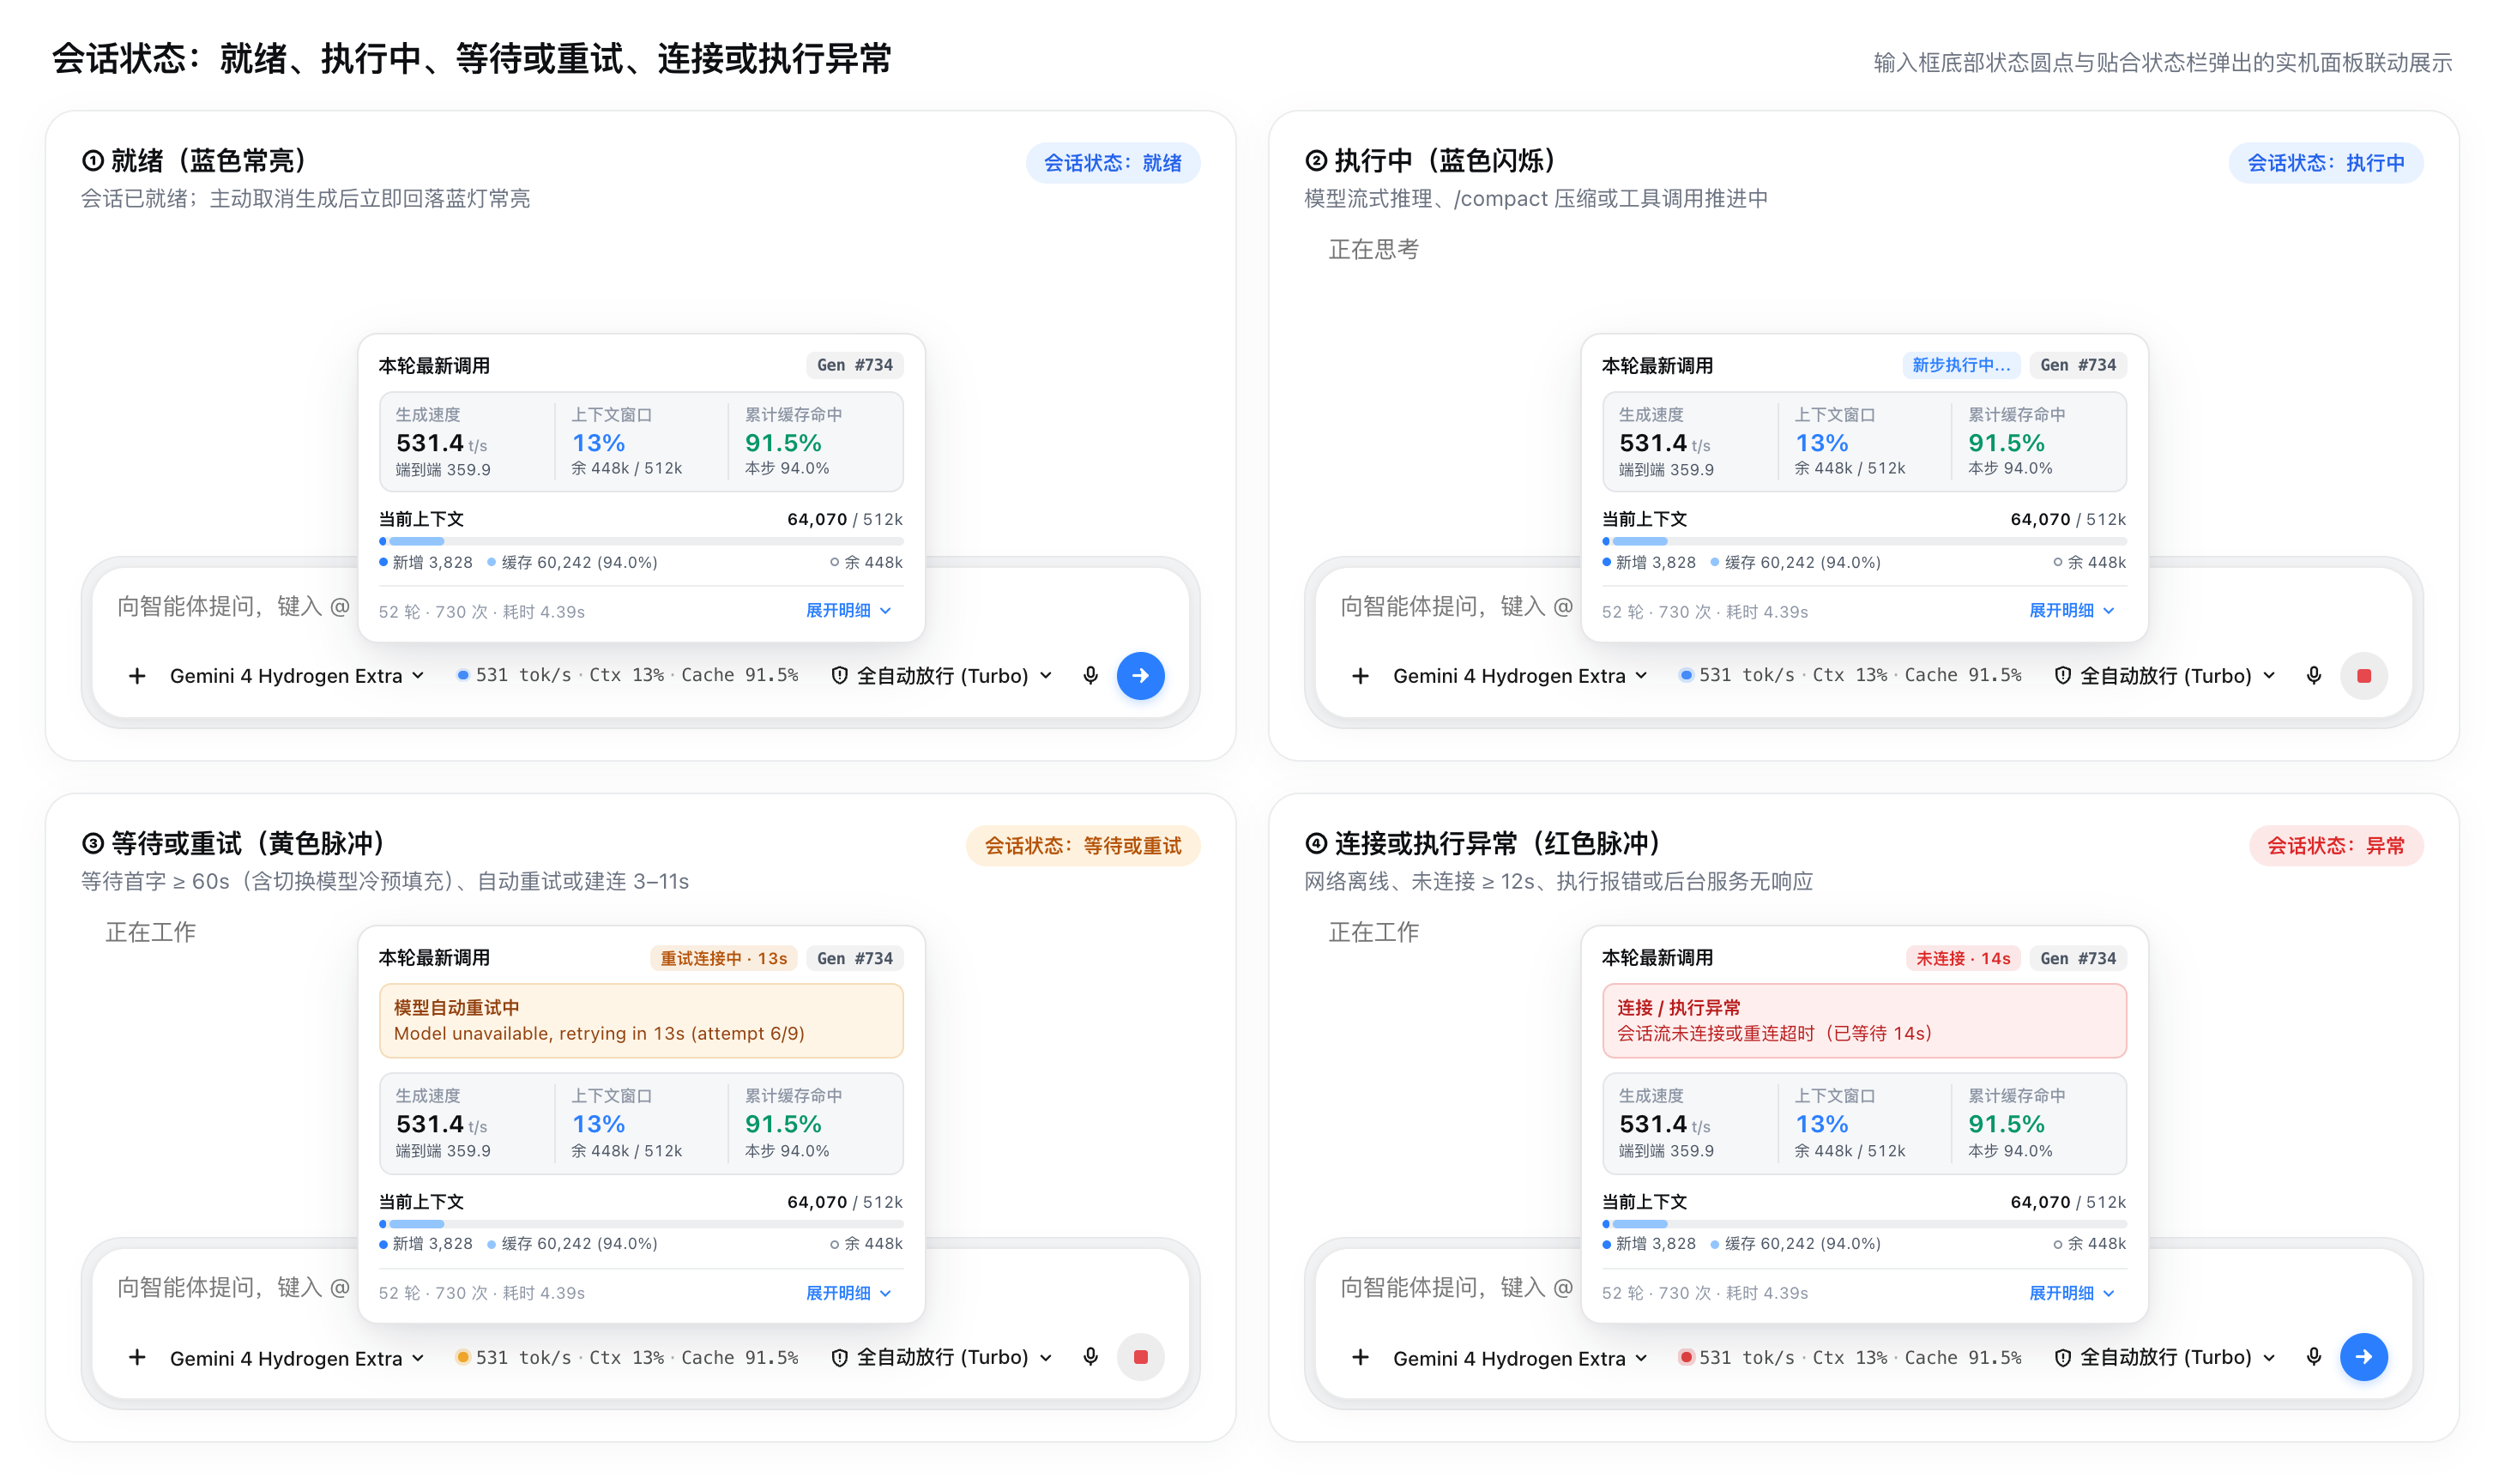 会话状态：就绪、执行中、等待或重试、连接或执行异常
输入框底部状态圆点与贴合状态栏弹出的实机面板联动展示
① 就绪（蓝色常亮）
会话状态：就绪
会话已就绪；主动取消生成后立即回落蓝灯常亮
本轮最新调用 Gen #734
生成速度 上下文窗口 累计缓存命中
531.4 t/s 13% 91.5%
端到端 359.9 余 448k / 512k 本步 94.0%
当前上下文 64,070 / 512k
新增 3,828 缓存 60,242 (94.0%) 余 448k
52 轮 · 730 次 · 耗时 4.39s 展开明细
向智能体提问，键入 @
Gemini 4 Hydrogen Extra 531 tok/s · Ctx 13% · Cache 91.5% 全自动放行 (Turbo)
② 执行中（蓝色闪烁）
会话状态：执行中
模型流式推理、/compact 压缩或工具调用推进中
正在思考
本轮最新调用 新步执行中... Gen #734
生成速度 上下文窗口 累计缓存命中
531.4 t/s 13% 91.5%
端到端 359.9 余 448k / 512k 本步 94.0%
当前上下文 64,070 / 512k
新增 3,828 缓存 60,242 (94.0%) 余 448k
52 轮 · 730 次 · 耗时 4.39s 展开明细
向智能体提问，键入 @
Gemini 4 Hydrogen Extra 531 tok/s · Ctx 13% · Cache 91.5% 全自动放行 (Turbo)
③ 等待或重试（黄色脉冲）
会话状态：等待或重试
等待首字 ≥ 60s（含切换模型冷预填充）、自动重试或建连 3–11s
正在工作
本轮最新调用 重试连接中 · 13s Gen #734
模型自动重试中
Model unavailable, retrying in 13s (attempt 6/9)
生成速度 上下文窗口 累计缓存命中
531.4 t/s 13% 91.5%
端到端 359.9 余 448k / 512k 本步 94.0%
当前上下文 64,070 / 512k
新增 3,828 缓存 60,242 (94.0%) 余 448k
52 轮 · 730 次 · 耗时 4.39s 展开明细
向智能体提问，键入 @
Gemini 4 Hydrogen Extra 531 tok/s · Ctx 13% · Cache 91.5% 全自动放行 (Turbo)
④ 连接或执行异常（红色脉冲）
会话状态：异常
网络离线、未连接 ≥ 12s、执行报错或后台服务无响应
正在工作
本轮最新调用 未连接 · 14s Gen #734
连接 / 执行异常
会话流未连接或重连超时（已等待 14s）
生成速度 上下文窗口 累计缓存命中
531.4 t/s 13% 91.5%
端到端 359.9 余 448k / 512k 本步 94.0%
当前上下文 64,070 / 512k
新增 3,828 缓存 60,242 (94.0%) 余 448k
52 轮 · 730 次 · 耗时 4.39s 展开明细
向智能体提问，键入 @
Gemini 4 Hydrogen Extra 531 tok/s · Ctx 13% · Cache 91.5% 全自动放行 (Turbo)